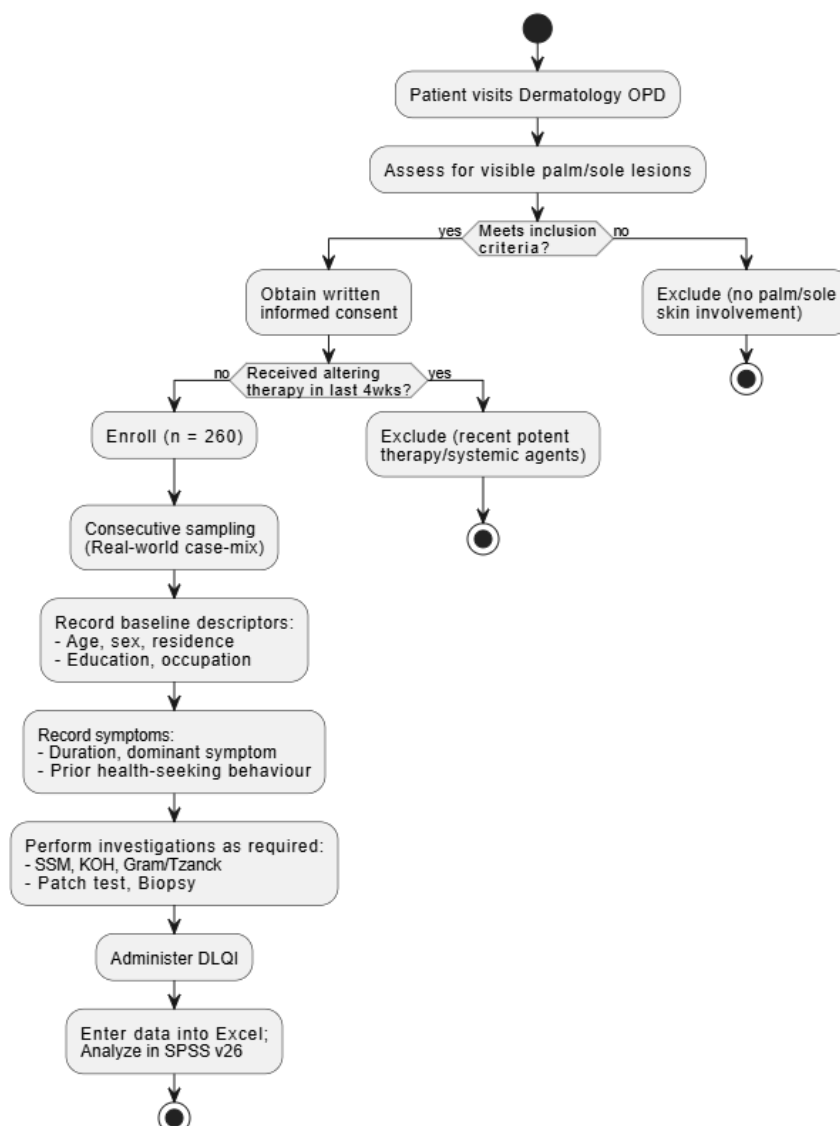 Patient visits Dermatology OPD
Assess for visible palm/sole lesions
yes
Meets inclusion
criteria?
no
Obtain written
informed consent
Exclude (no palm/sole
skin involvement)
no
Received altering
therapy in last 4wks?
yes
Enroll (n = 260)
Exclude (recent potent
therapy/systemic agents)
Consecutive sampling
(Real-world case-mix)
Record baseline descriptors:
- Age, sex, residence
- Education, occupation
Record symptoms:
- Duration, dominant symptom
- Prior health-seeking behaviour
Perform investigations as required:
- SSM, KOH, Gram/Tzanck
- Patch test, Biopsy
Administer DLQI
Enter data into Excel;
Analyze in SPSS v26